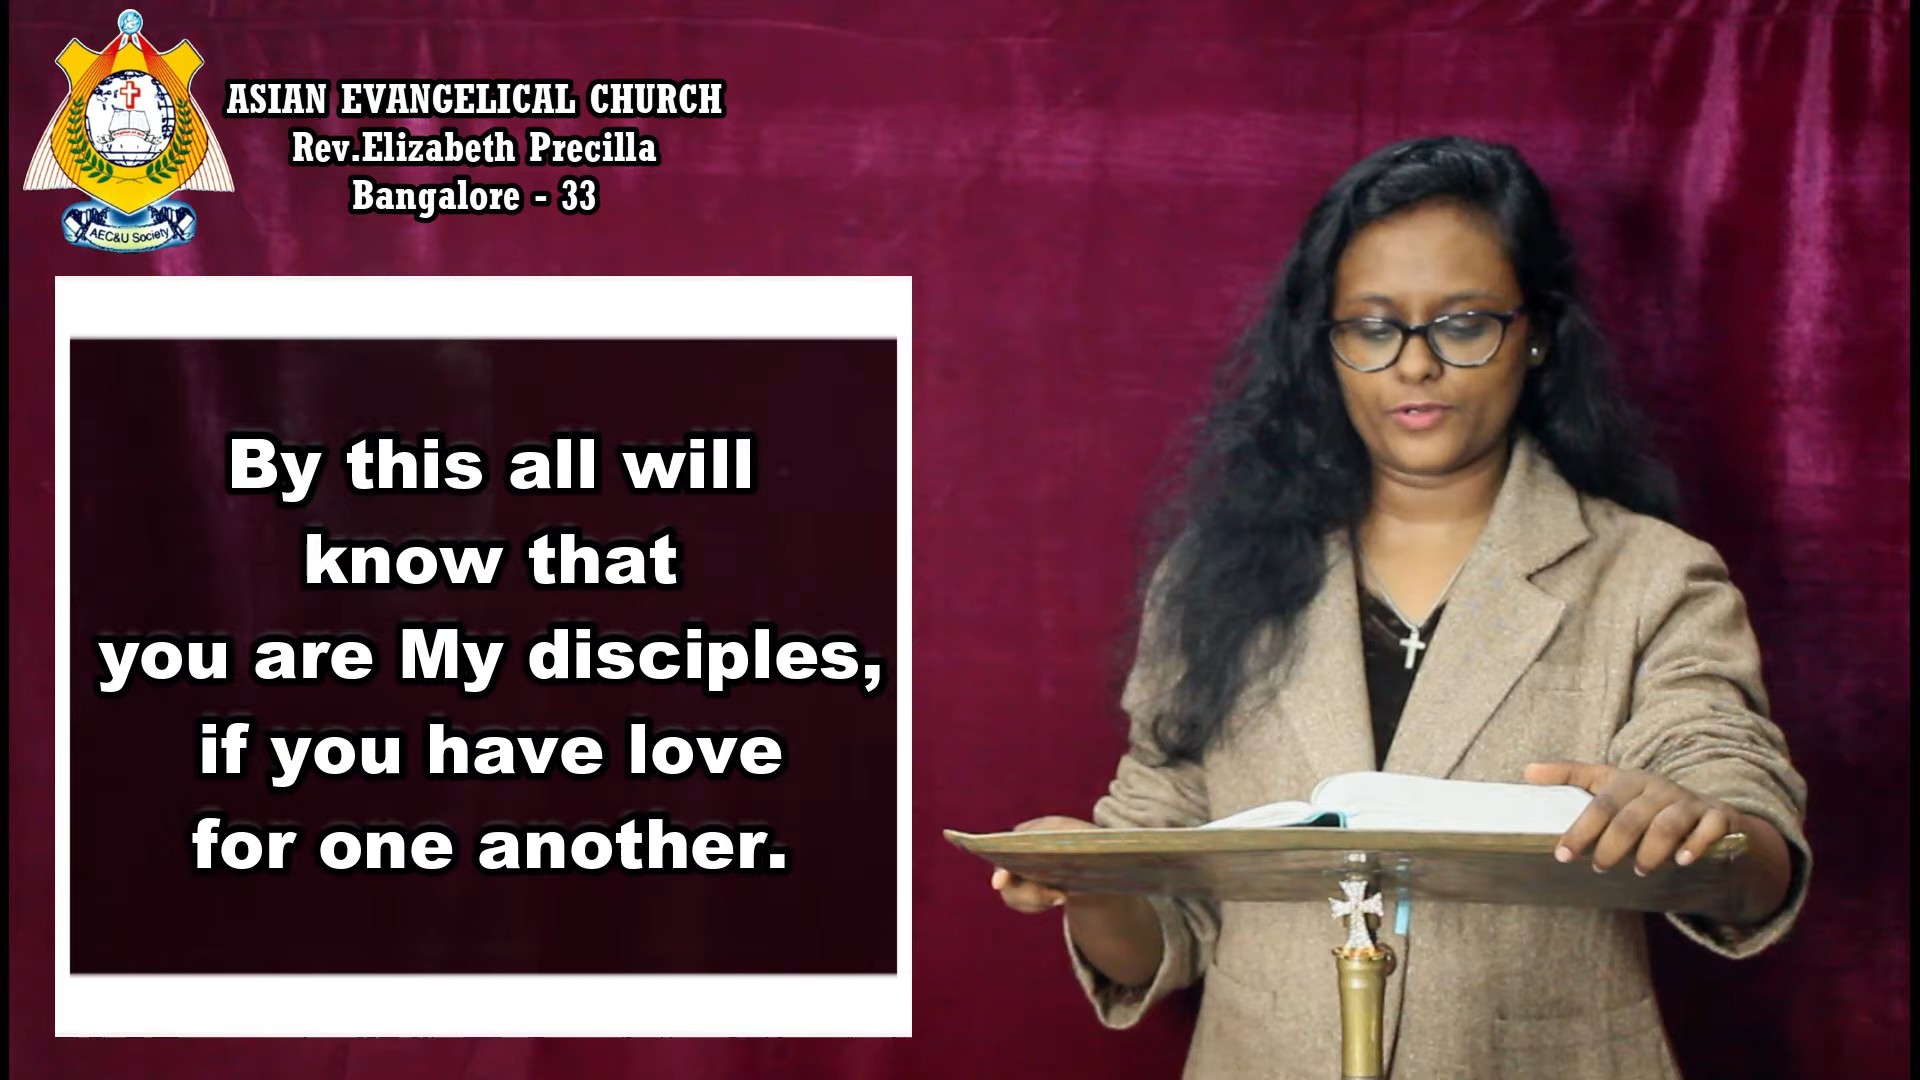 ASIAN EVANGELICAL CHURCH
Rev.Elizabeth Precilla
Bangalore - 33
AEC&U Society
By this all will
know that
you are My disciples,
if you have love
for one another.